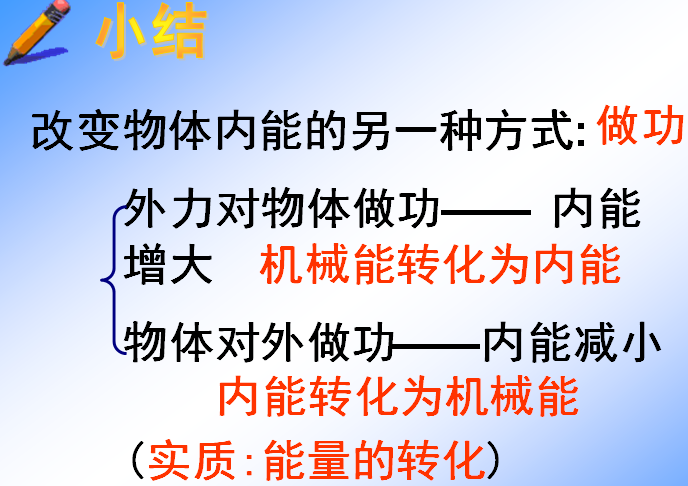 小结
改变物体内能的另一种方式:做功
外力对物体做功—— 内能
增大 机械能转化为内能
物体对外做功——内能减小
内能转化为机械能
(实质:能量的转化)